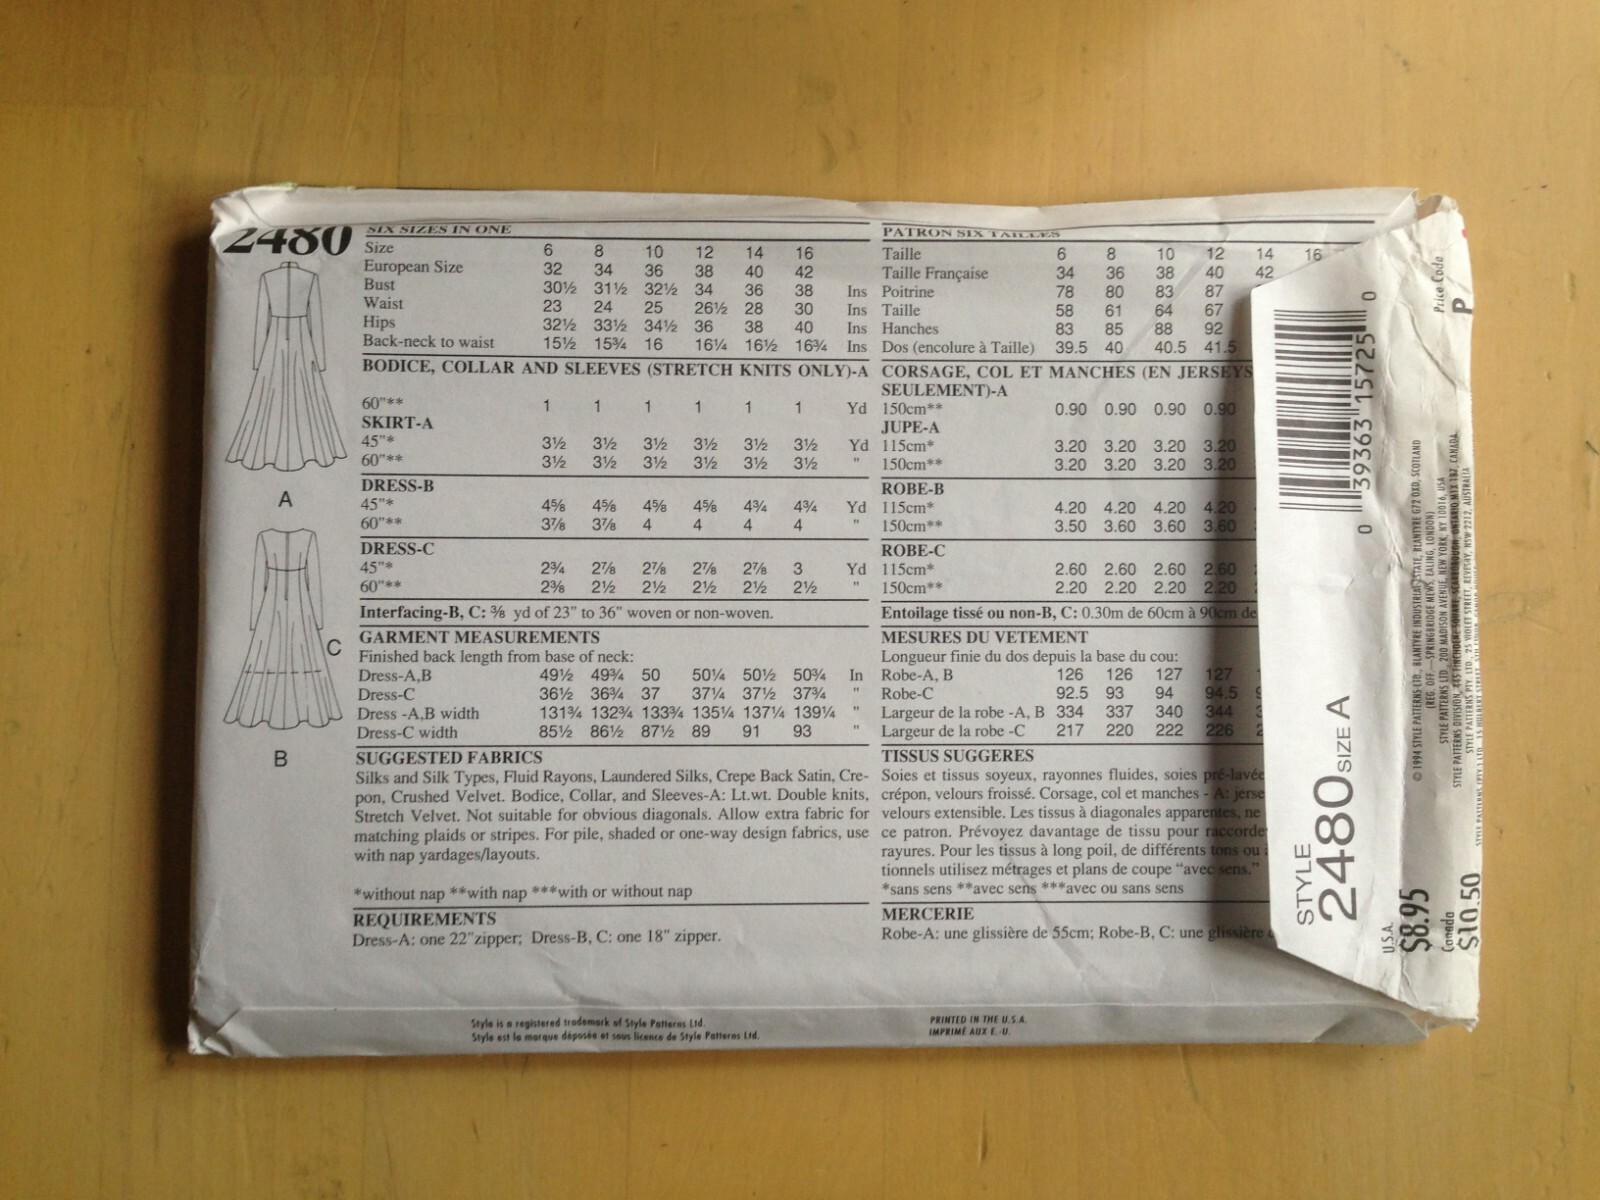 2480
SIX SIZES IN ONE
Size 6 8 10 12 14 16
European Size 32 34 36 38 40 42
Bust 30½ 31½ 32½ 34 36 38 Ins
Waist 23 24 25 26½ 28 30 Ins
Hips 32½ 33½ 34½ 36 38 40 Ins
Back-neck to waist 15½ 15¾ 16 16¼ 16½ 16¾ Ins
BODICE, COLLAR AND SLEEVES (STRETCH KNITS ONLY)-A
60"** 1 1 1 1 1 1 Yd
SKIRT-A
45"* 3½ 3½ 3½ 3½ 3½ 3½ Yd
60"** 3½ 3½ 3½ 3½ 3½ 3½ "
DRESS-B
45"* 4⅝ 4⅝ 4⅝ 4⅝ 4¾ 4¾ Yd
60"** 3⅞ 3⅞ 4 4 4 4 "
DRESS-C
45"* 2¾ 2⅞ 2⅞ 2⅞ 2⅞ 3 Yd
60"** 2⅜ 2½ 2½ 2½ 2½ 2½ "
Interfacing-B, C: ⅜ yd of 23" to 36" woven or non-woven.
GARMENT MEASUREMENTS
Finished back length from base of neck:
Dress-A,B 49½ 49¾ 50 50¼ 50½ 50¾ In
Dress-C 36½ 36¾ 37 37¼ 37½ 37¾ "
Dress -A,B width 131¾ 132¾ 133¾ 135¼ 137¼ 139¼ "
Dress-C width 85½ 86½ 87½ 89 91 93 "
SUGGESTED FABRICS
Silks and Silk Types, Fluid Rayons, Laundered Silks, Crepe Back Satin, Cre-
pon, Crushed Velvet. Bodice, Collar, and Sleeves-A: Lt.wt. Double knits,
Stretch Velvet. Not suitable for obvious diagonals. Allow extra fabric for
matching plaids or stripes. For pile, shaded or one-way design fabrics, use
with nap yardages/layouts.
*without nap **with nap ***with or without nap
REQUIREMENTS
Dress-A: one 22"zipper; Dress-B, C: one 18" zipper.
A
C
B
PATRON SIX TAILLES
Taille 6 8 10 12 14 16
Taille Française 34 36 38 40 42
Poitrine 78 80 83 87
Taille 58 61 64 67
Hanches 83 85 88 92
Dos (encolure à Taille) 39.5 40 40.5 41.5
CORSAGE, COL ET MANCHES (EN JERSEYS
SEULEMENT)-A
150cm** 0.90 0.90 0.90 0.90
JUPE-A
115cm* 3.20 3.20 3.20 3.20
150cm** 3.20 3.20 3.20 3.20
ROBE-B
115cm* 4.20 4.20 4.20 4.20
150cm** 3.50 3.60 3.60 3.60
ROBE-C
115cm* 2.60 2.60 2.60 2.60
150cm** 2.20 2.20 2.20 2.20
Entoilage tissé ou non-B, C: 0.30m de 60cm à 90cm de
MESURES DU VETEMENT
Longueur finie du dos depuis la base du cou:
Robe-A, B 126 126 127 127
Robe-C 92.5 93 94 94.5
Largeur de la robe -A, B 334 337 340 344
Largeur de la robe -C 217 220 222 226
TISSUS SUGGERES
Soies et tissus soyeux, rayonnes fluides, soies pré-lavée
crépon, velours froissé. Corsage, col et manches - A: jerse
velours extensible. Les tissus à diagonales apparentes, ne
ce patron. Prévoyez davantage de tissu pour raccorde
rayures. Pour les tissus à long poil, de différents tons ou
tionnels utilisez métrages et plans de coupe "avec sens."
*sans sens **avec sens ***avec ou sans sens
MERCERIE
Robe-A: une glissière de 55cm; Robe-B, C: une glissière
Style is a registered trademark of Style Patterns Ltd.
Style est la marque déposée et sous licence de Style Patterns Ltd.
PRINTED IN THE U.S.A.
IMPRIMÉ AUX E.-U.
0 39363 15725 0
STYLE
2480 SIZE A
U.S.A.
$8.95
Canada
$10.50
Price Code
P
© 1994 STYLE PATTERNS LTD., BLANTYRE INDUSTRIAL ESTATE, BLANTYRE G72 0XD, SCOTLAND
(REG. OFF.—SPRINGBRIDGE MEWS, EALING, LONDON)
STYLE PATTERNS LTD., 200 MADISON AVENUE, NEW YORK, NY 10016, USA